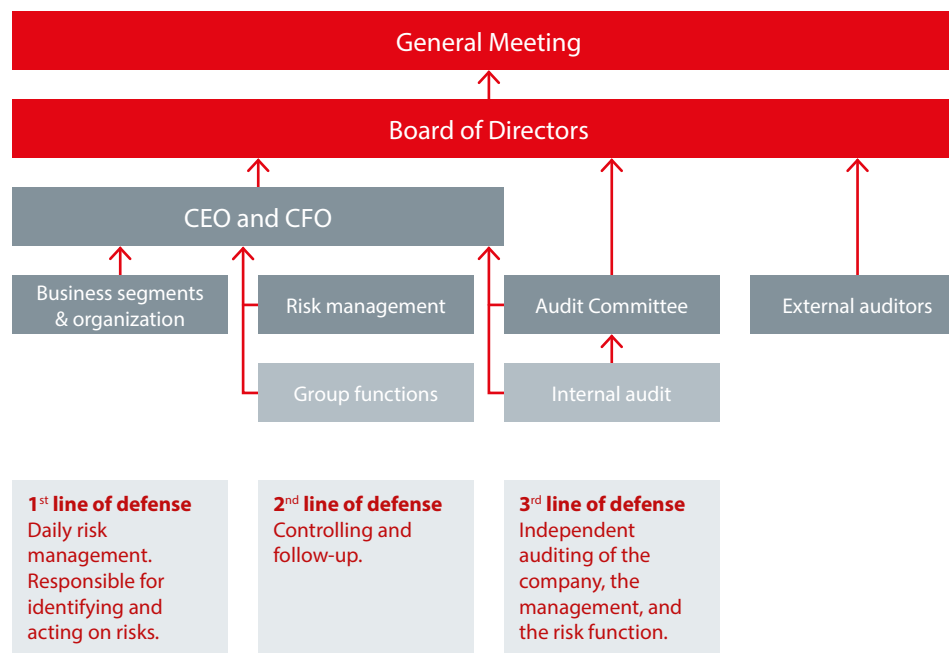 General Meeting
Board of Directors
CEO and CFO
Business segments
& organization
Risk management
Audit Committee
External auditors
Group functions
Internal audit
1st line of defense
Daily risk
management.
Responsible for
identifying and
acting on risks.
2nd line of defense
Controlling and
follow-up.
3rd line of defense
Independent
auditing of the
company, the
management, and
the risk function.